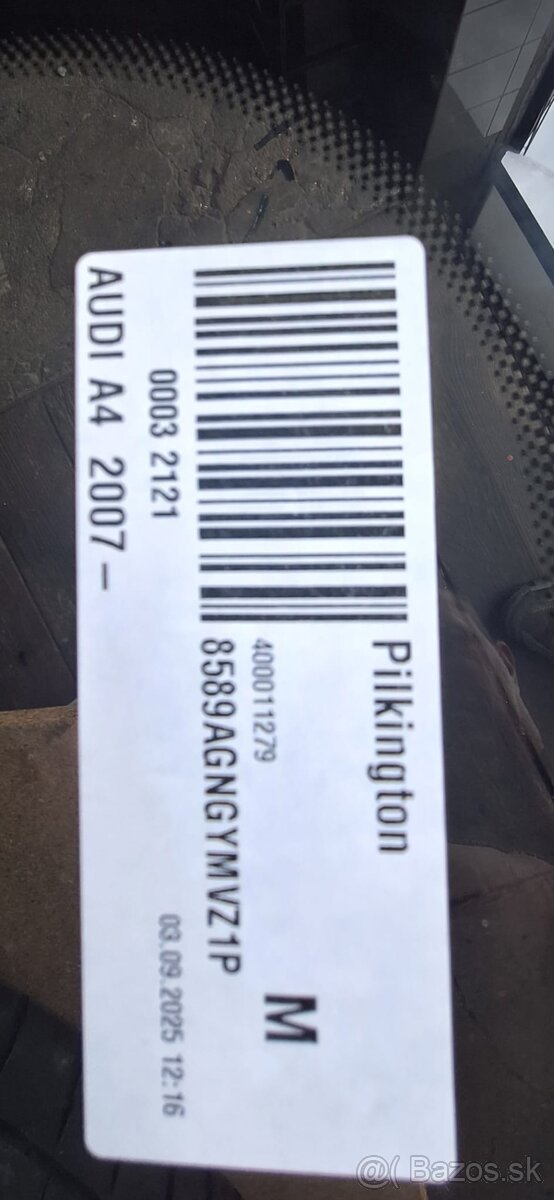 Pilkington
M
400011279
8589AGNGYMVZ1P
0003 2121
03.09.2025 12:16
AUDI A4 2007-
@( Bazos.sk